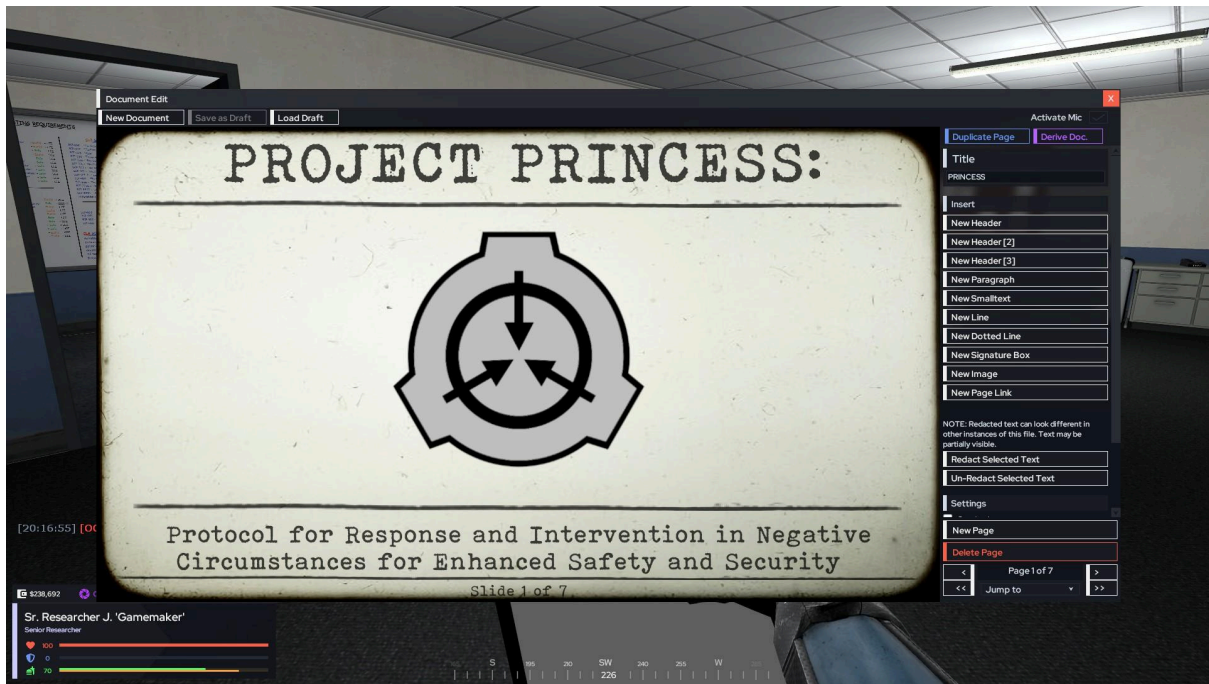 Document Edit
X
New Document
Save as Draft
Load Draft
Activate Mic
PROJECT PRINCESS:
Protocol for Response and Intervention in Negative
Circumstances for Enhanced Safety and Security
Slide 1 of 7
Duplicate Page
Derive Doc.
Title
PRINCESS
Insert
New Header
New Header [2]
New Header [3]
New Paragraph
New Smalltext
New Line
New Dotted Line
New Signature Box
New Image
New Page Link
NOTE: Redacted text can look different in
other instances of this file. Text may be
partially visible.
Redact Selected Text
Un-Redact Selected Text
Settings
New Page
Delete Page
< Page 1 of 7 >
<< Jump to >>
[20:16:55]
$238,692
Sr. Researcher J. 'Gamemaker'
Senior Researcher
100
0
70
S 195 210 SW 240 255 W
226